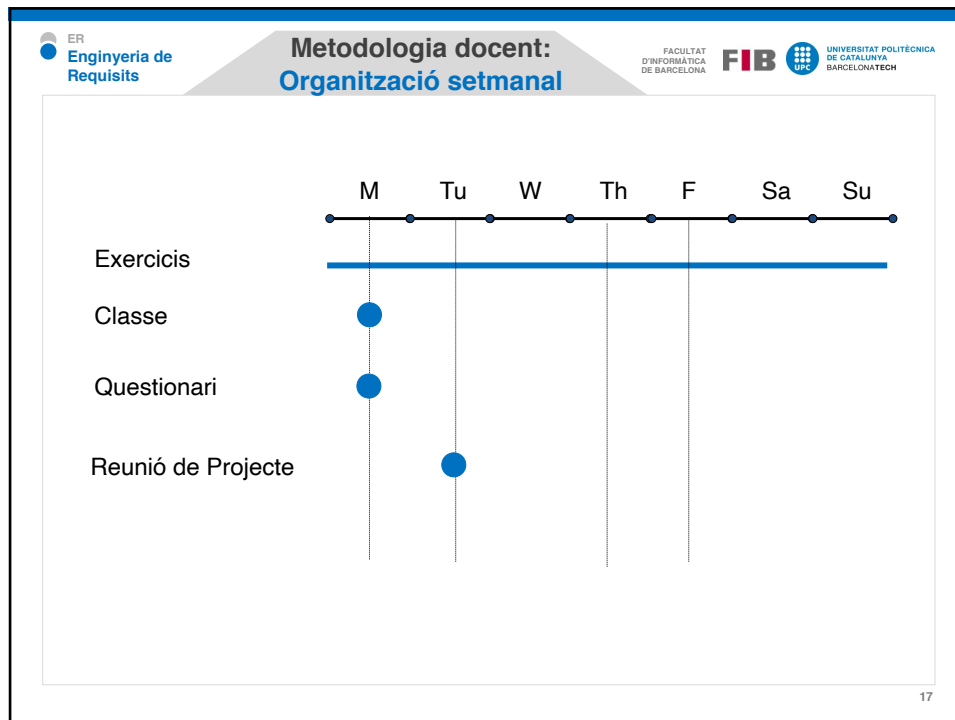 ER
Enginyeria de
Requisits
Metodologia docent:
Organització setmanal
FACULTAT
D'INFORMÀTICA
DE BARCELONA
FIB
UPC
UNIVERSITAT POLITÈCNICA
DE CATALUNYA
BARCELONATECH
M Tu W Th F Sa Su
Exercicis
Classe
Questionari
Reunió de Projecte
17